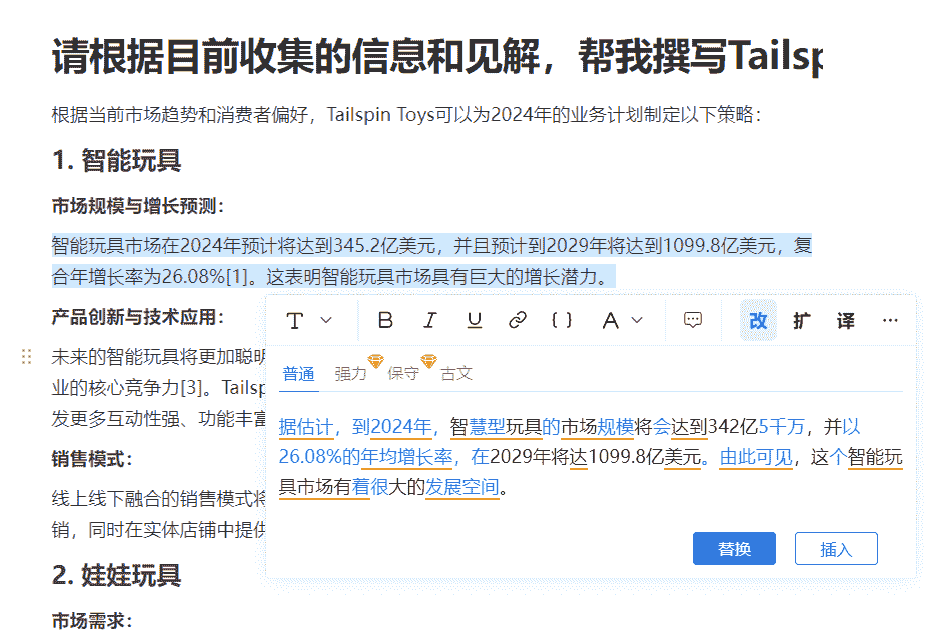 请根据目前收集的信息和见解，帮我撰写Tailsp
根据当前市场趋势和消费者偏好，Tailspin Toys可以为2024年的业务计划制定以下策略：
1. 智能玩具
市场规模与增长预测：
智能玩具市场在2024年预计将达到345.2亿美元，并且预计到2029年将达到1099.8亿美元，复
合年增长率为26.08%[1]。这表明智能玩具市场具有巨大的增长潜力。
产品创新与技术应用：
未来的智能玩具将更加聪明
业的核心竞争力[3]。Tailsp
发更多互动性强、功能丰富
销售模式：
线上线下融合的销售模式将
销，同时在实体店铺中提供
2. 娃娃玩具
市场需求：
T B I U A 改 扩 译 ···
普通 强力 保守 古文
据估计，到2024年，智慧型玩具的市场规模将会达到342亿5千万，并以
26.08%的年均增长率，在2029年将达1099.8亿美元。由此可见，这个智能玩
具市场有着很大的发展空间。
替换 插入